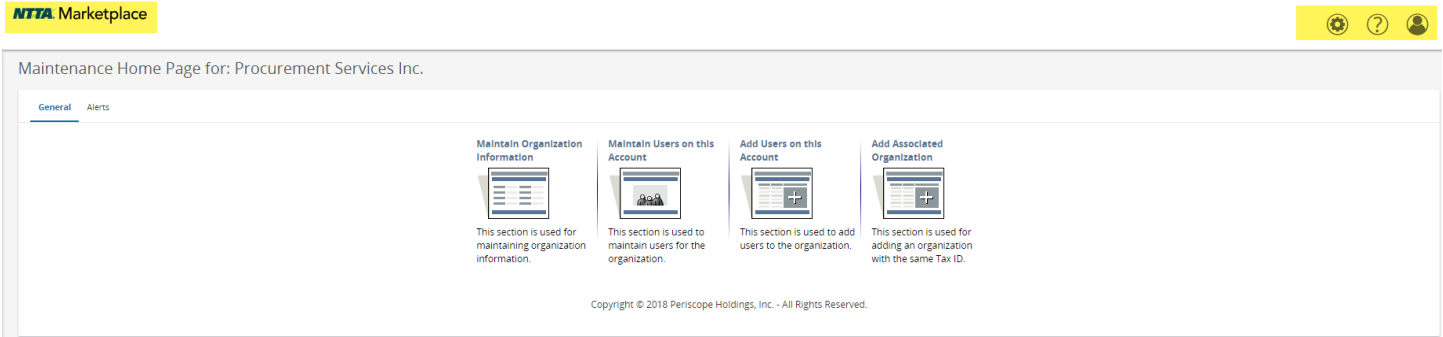 NTTA. Marketplace
?
Maintenance Home Page for: Procurement Services Inc.
General Alerts
Maintain Organization
Information
Maintain Users on this
Account
Add Users on this
Account
Add Associated
Organization
This section is used for
maintaining organization
information.
This section is used to
maintain users for the
organization.
This section is used to add
users to the organization.
This section is used for
adding an organization
with the same Tax ID.
Copyright © 2018 Periscope Holdings, Inc. - All Rights Reserved.